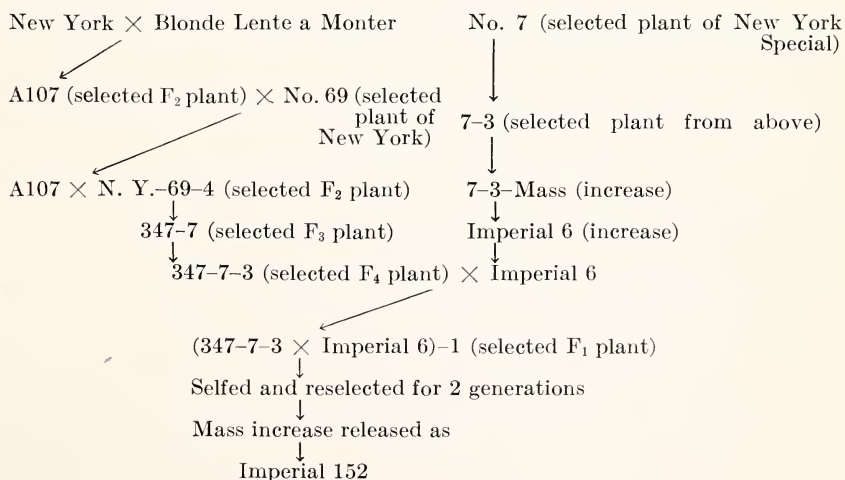 New York × Blonde Lente a Monter
No. 7 (selected plant of New York
Special)
A107 (selected F₂ plant) × No. 69 (selected
plant of
New York)
7–3 (selected plant from above)
A107 × N. Y.–69–4 (selected F₂ plant)
7–3–Mass (increase)
347–7 (selected F₃ plant)
Imperial 6 (increase)
347–7–3 (selected F₄ plant) × Imperial 6
(347–7–3 × Imperial 6)–1 (selected F₁ plant)
Selfed and reselected for 2 generations
Mass increase released as
Imperial 152